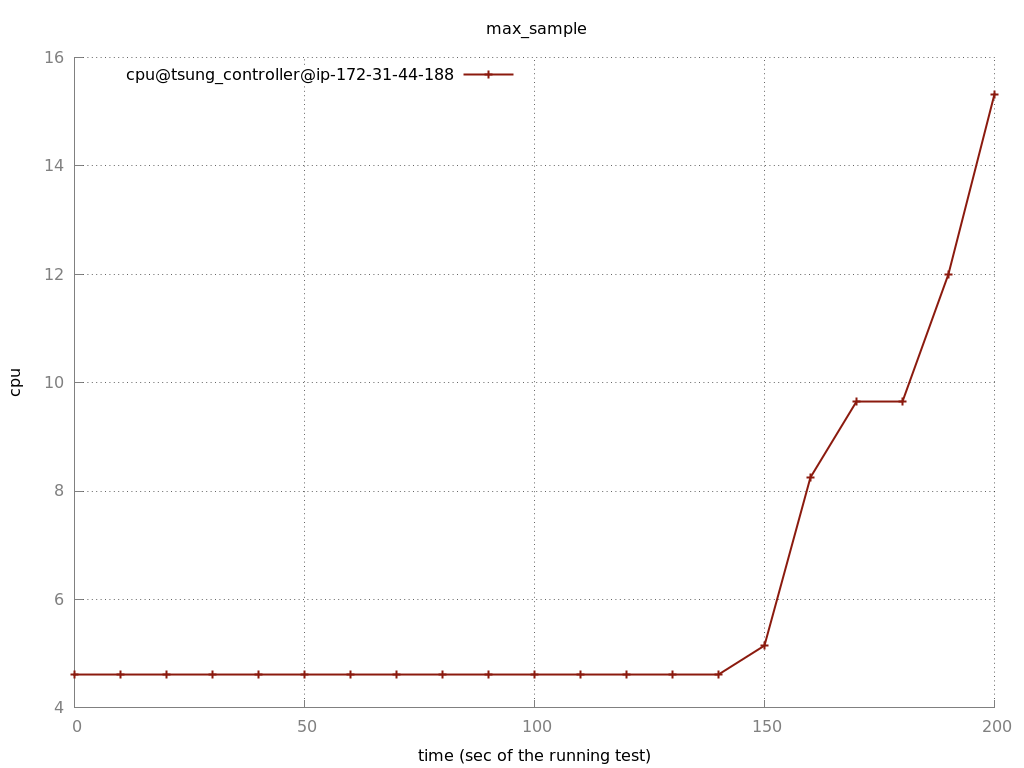 max_sample
16
cpu@tsung_controller@ip-172-31-44-188
14
12
10
cpu
8
6
4
0 50 100 150 200
time (sec of the running test)